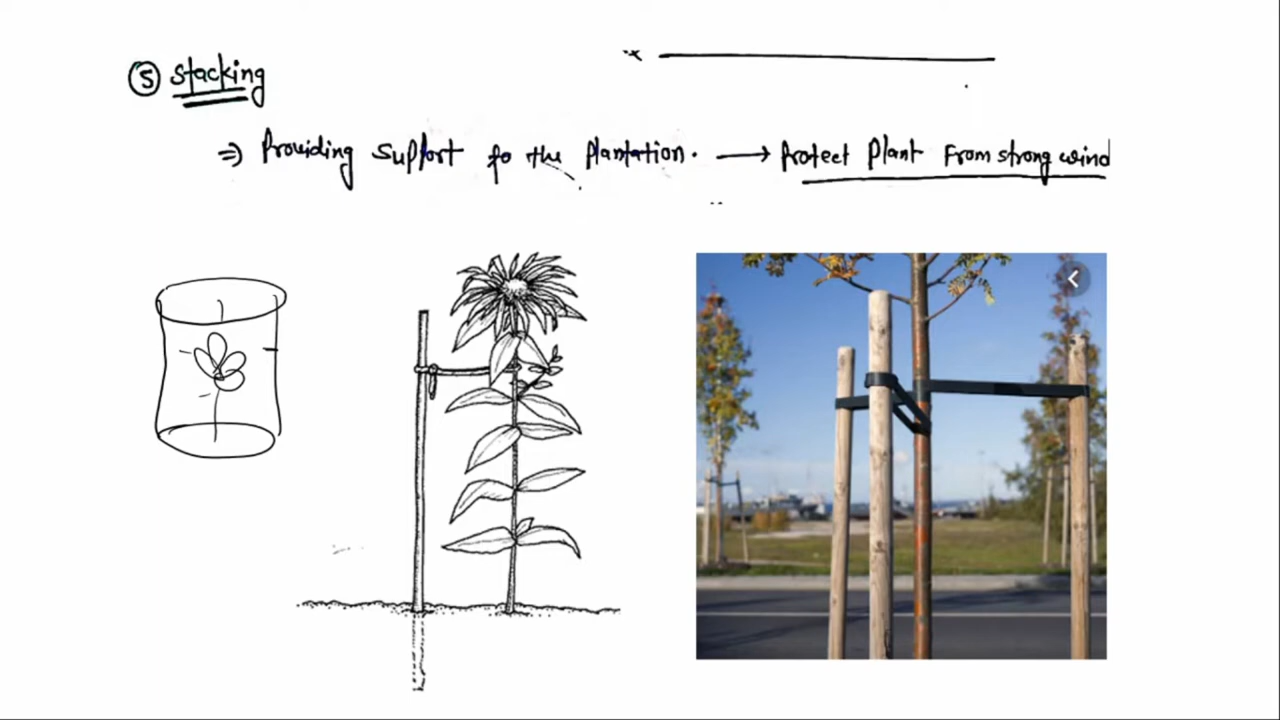 ⑤ Stacking
⇒ Providing support to the plantation. → Protect plant from strong wind